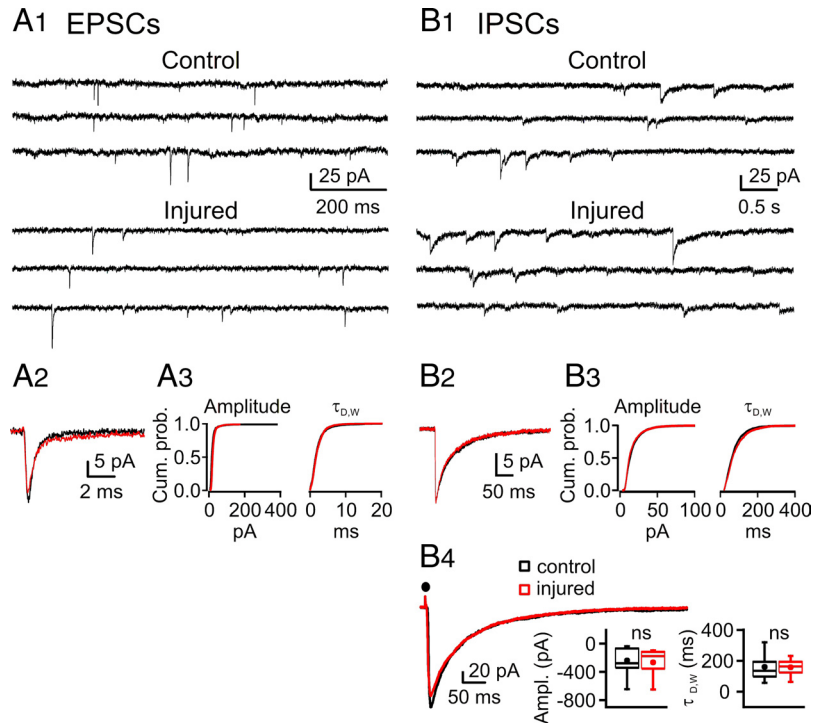 A1 EPSCs
Control
25 pA
200 ms
Injured
B1 IPSCs
Control
25 pA
0.5 s
Injured
A2
5 pA
2 ms
A3
Cum. prob.
1.0
0.5
0.0
Amplitude
0 200 400
pA
τD,W
0 10 20
ms
B2
5 pA
50 ms
B3
Cum. prob.
1.0
0.5
0.0
Amplitude
0 50 100
pA
τD,W
0 200 400
ms
B4
control
injured
20 pA
50 ms
Ampl. (pA)
0
-400
-800
ns
τD,W (ms)
400
200
0
ns